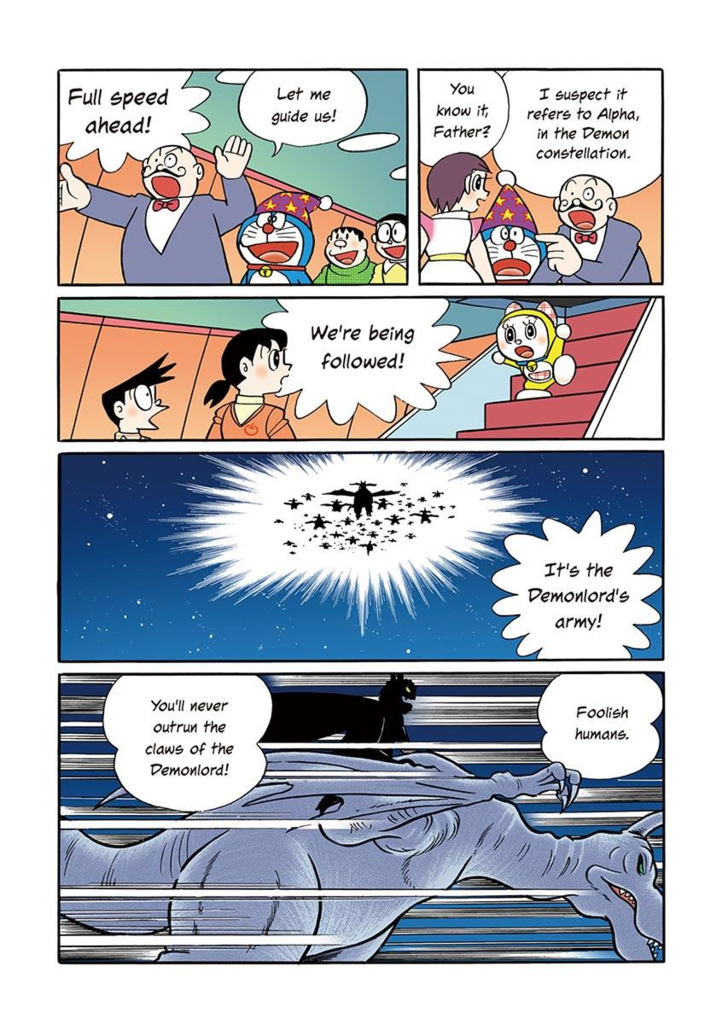 You
know it,
Father?
I suspect it
refers to Alpha,
in the Demon
constellation.
Let me
guide us!
Full speed
ahead!
We're being
followed!
It's the
Demonlord's
army!
Foolish
humans.
You'll never
outrun the
claws of the
Demonlord!